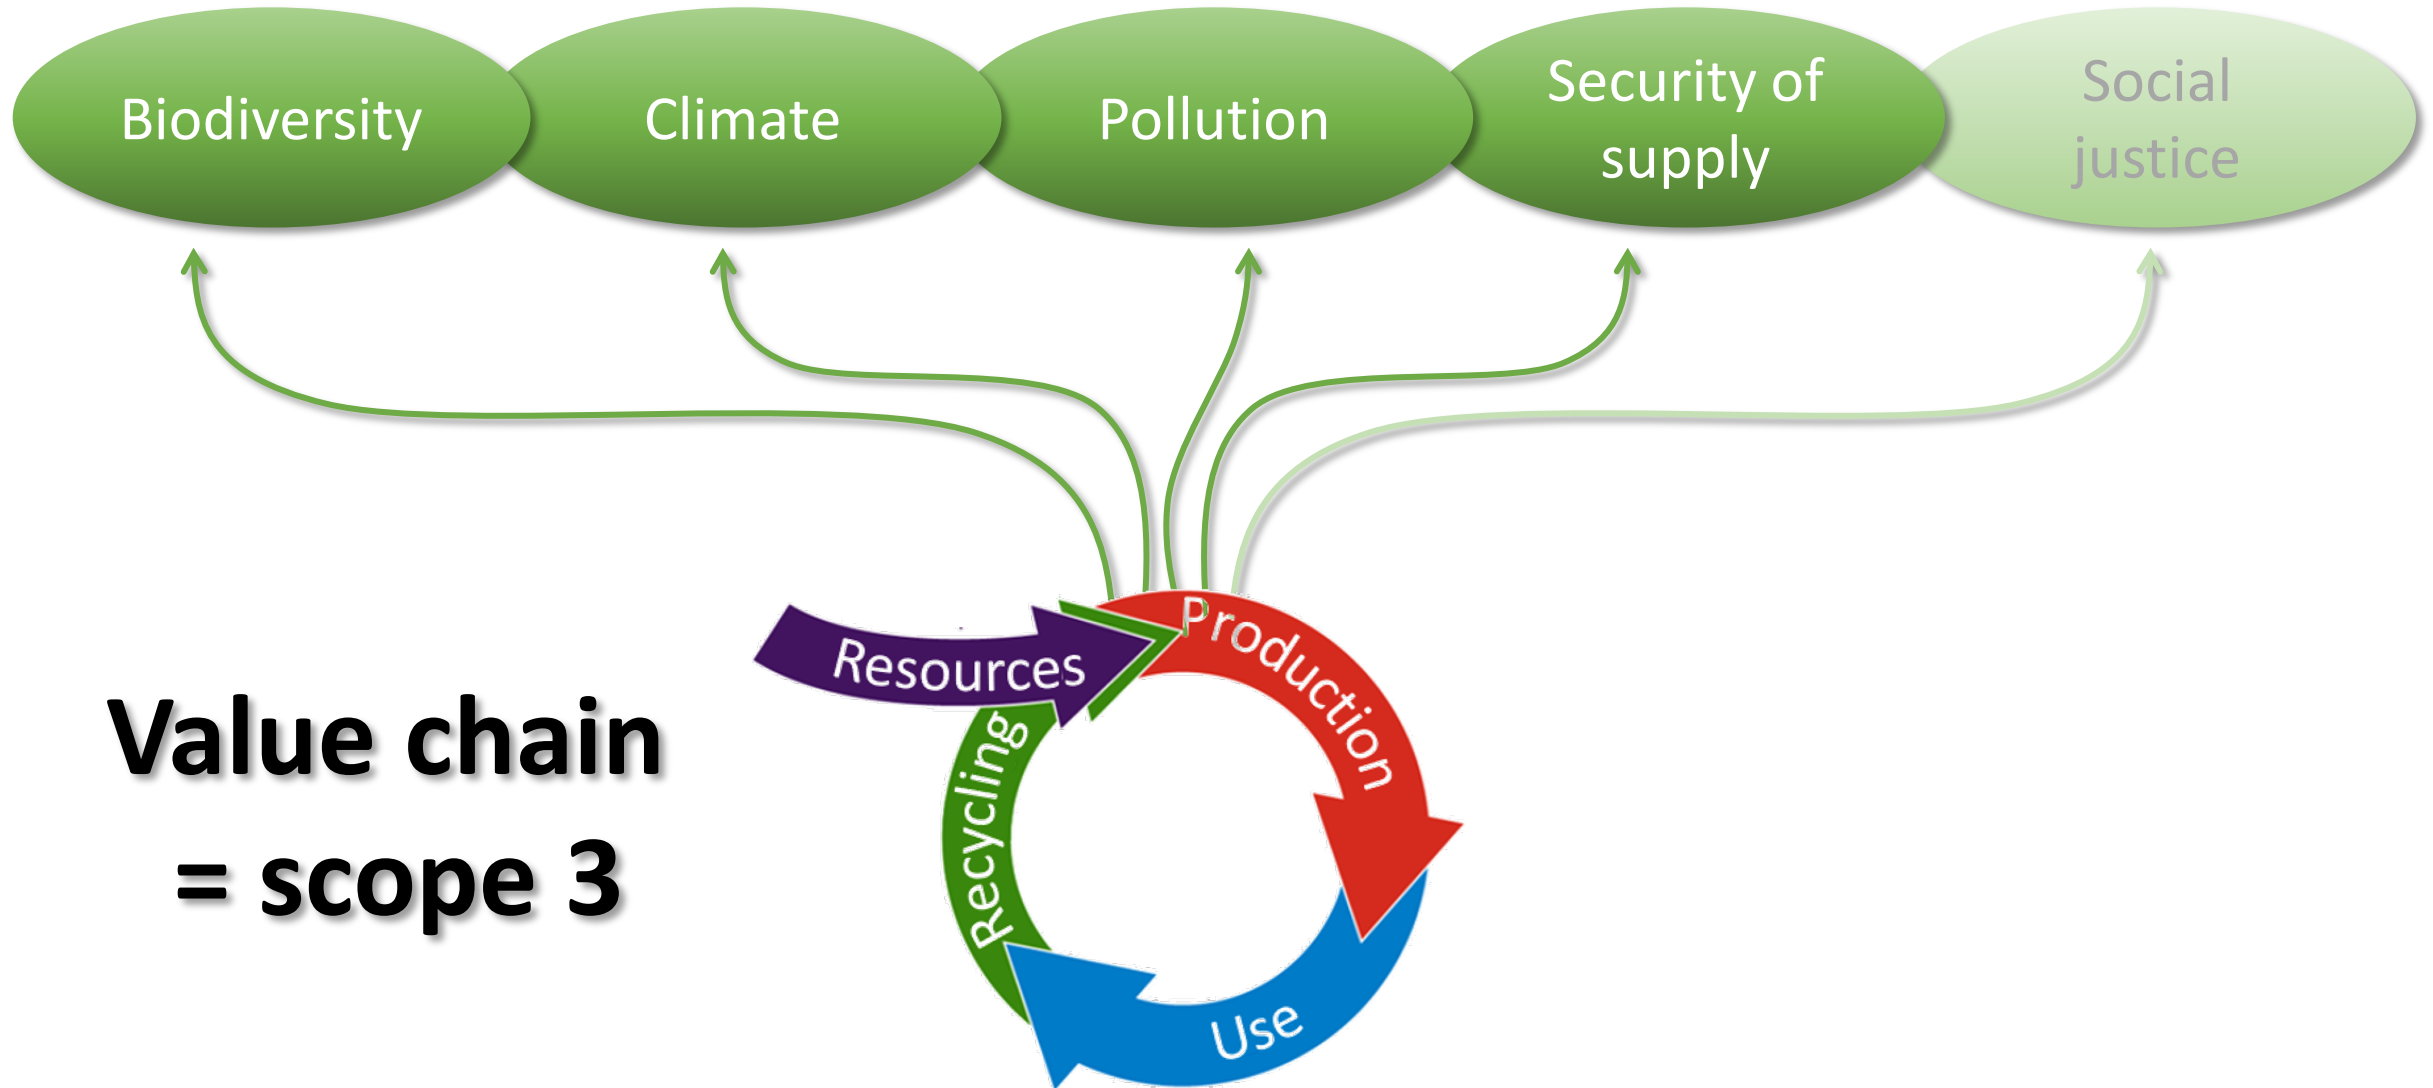 Biodiversity
Climate
Pollution
Security of
supply
Social
justice
Resources
Production
Recycling
Use
Value chain
= scope 3